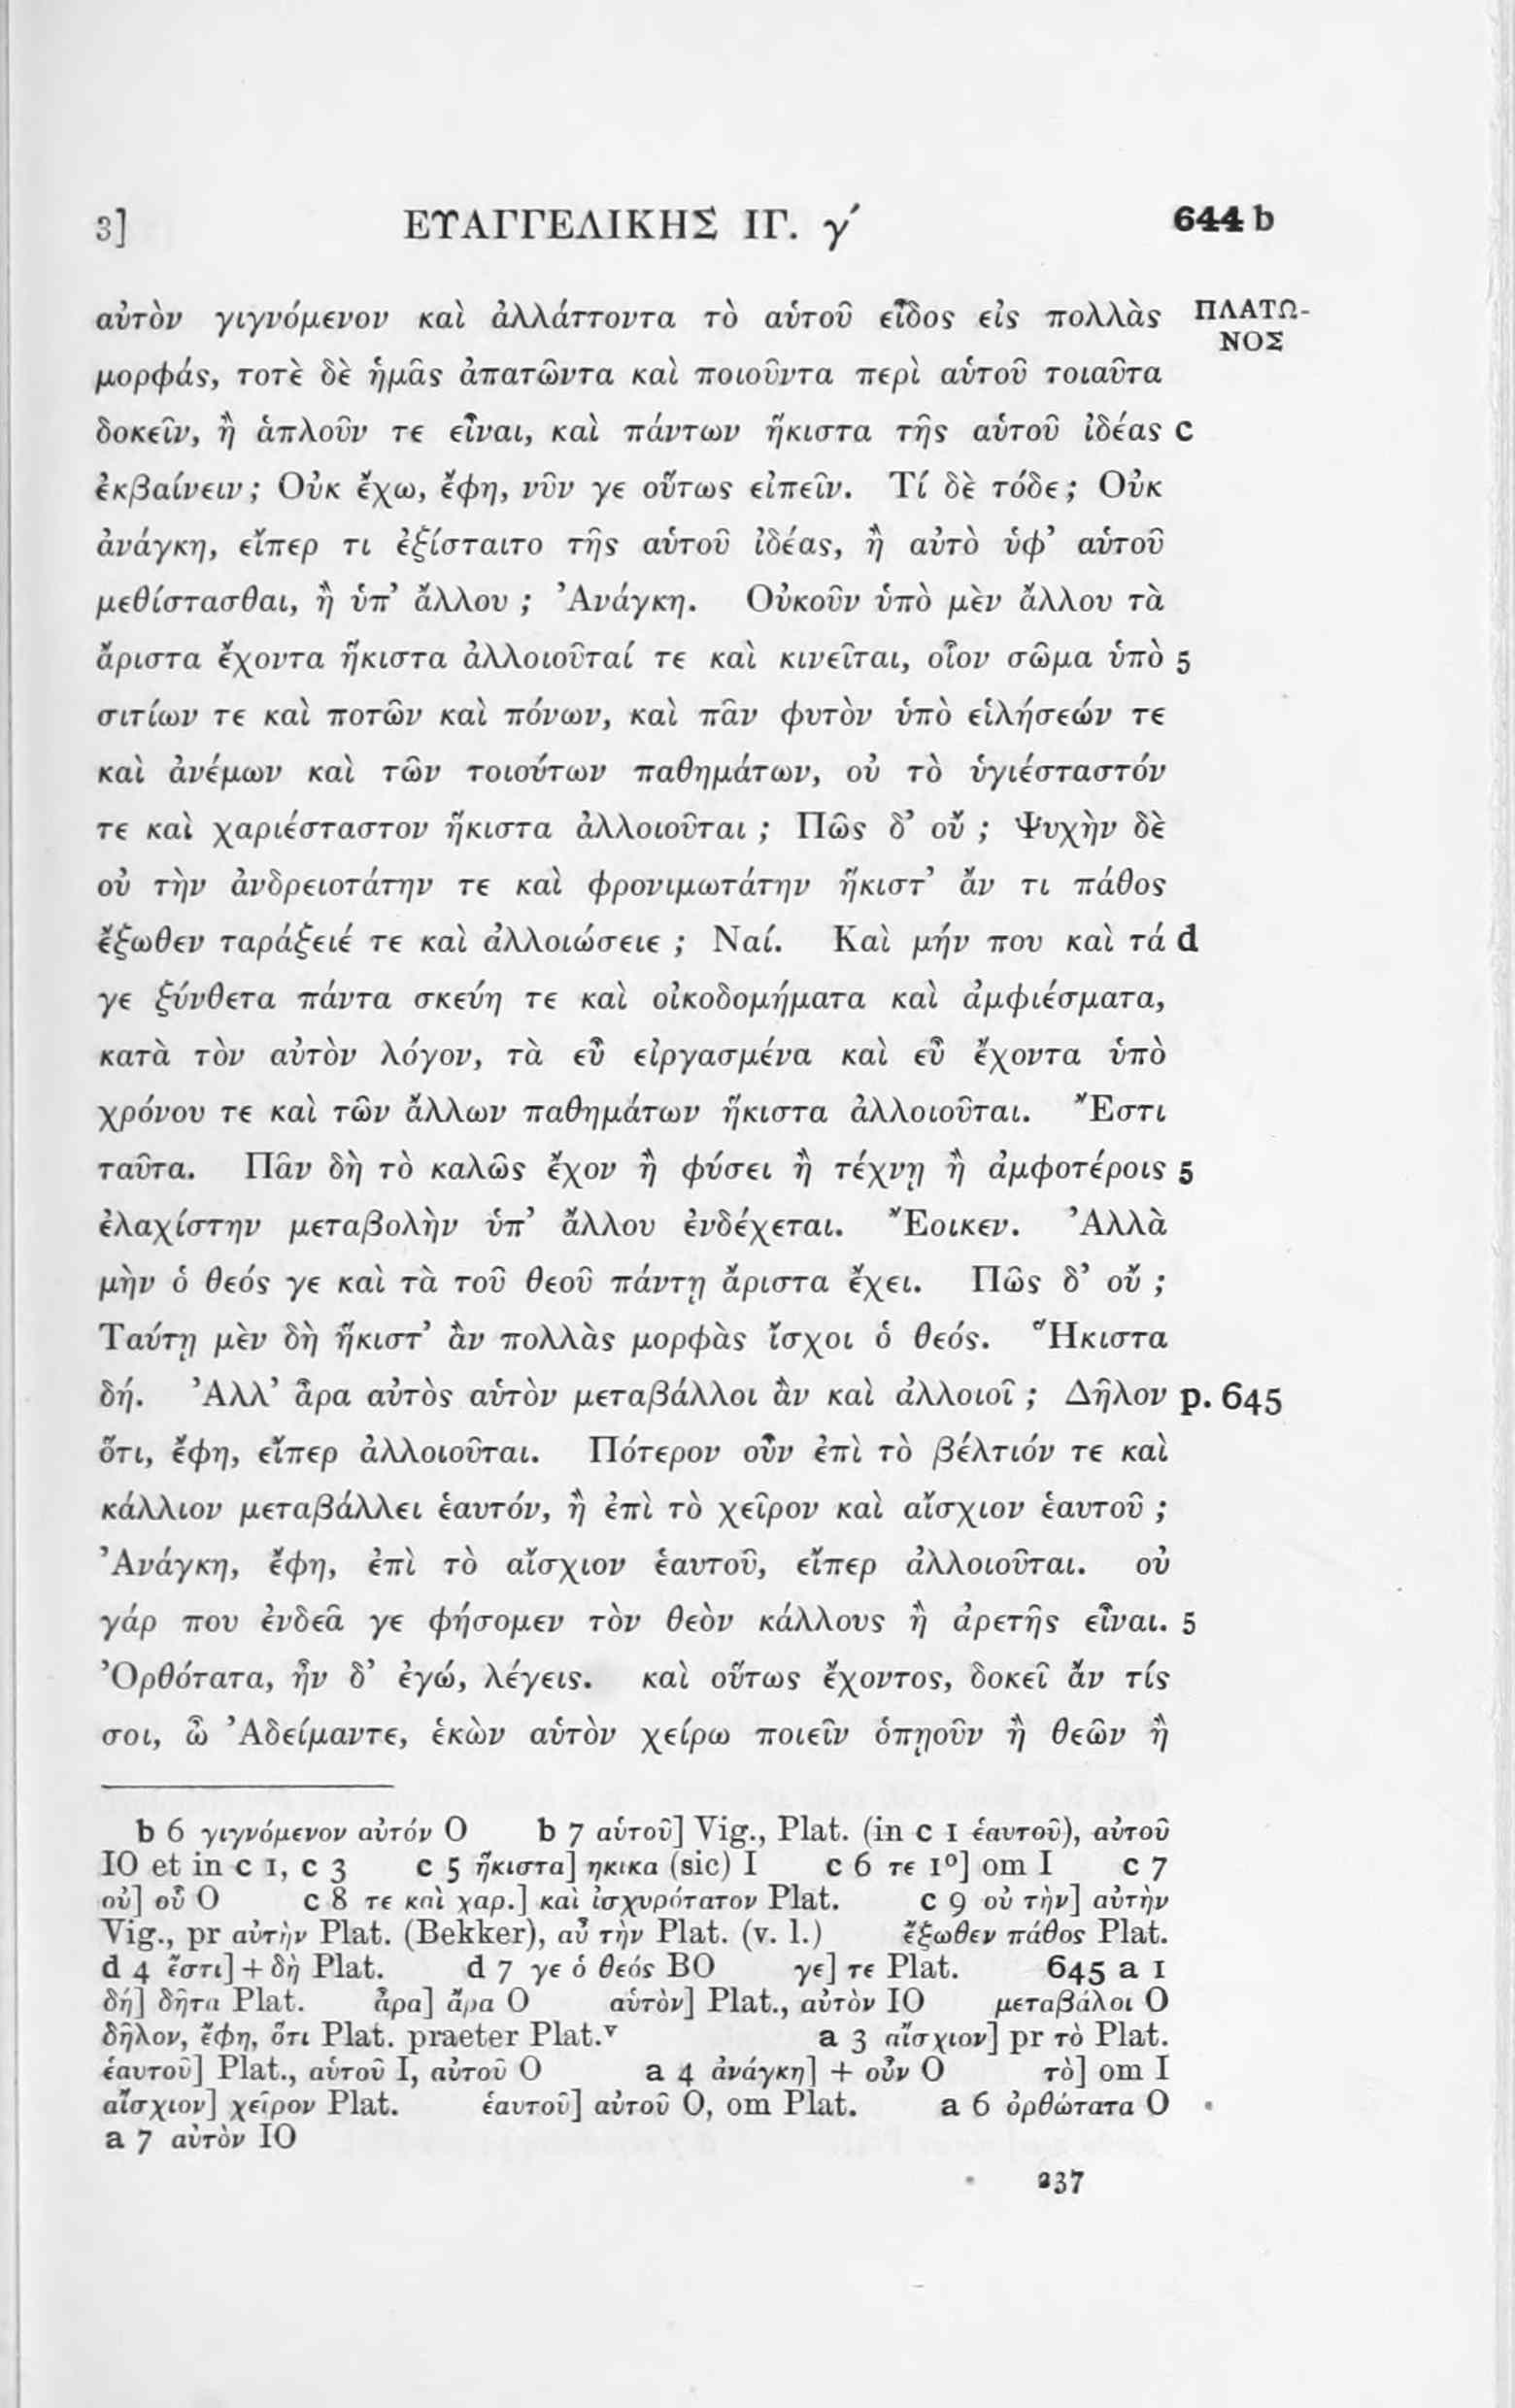 3] ΕΥΑΓΓΕΛΙΚΗΣ ΙΓ. γ′ 644 b
αὐτὸν γιγνόμενον καὶ ἀλλάττοντα τὸ αὑτοῦ εἶδος εἰς πολλὰς ΠΛΑΤΩ-
ΝΟΣ
μορφάς, τοτὲ δὲ ἡμᾶς ἀπατῶντα καὶ ποιοῦντα περὶ αὑτοῦ τοιαῦτα
δοκεῖν, ἢ ἁπλοῦν τε εἶναι, καὶ πάντων ἥκιστα τῆς αὑτοῦ ἰδέας c
ἐκβαίνειν; Οὐκ ἔχω, ἔφη, νῦν γε οὕτως εἰπεῖν. Τί δὲ τόδε; Οὐκ
ἀνάγκη, εἴπερ τι ἐξίσταιτο τῆς αὑτοῦ ἰδέας, ἢ αὐτὸ ὑφ’ αὑτοῦ
μεθίστασθαι, ἢ ὑπ’ ἄλλου ; Ἀνάγκη. Οὐκοῦν ὑπὸ μὲν ἄλλου τὰ
ἄριστα ἔχοντα ἥκιστα ἀλλοιοῦταί τε καὶ κινεῖται, οἷον σῶμα ὑπὸ 5
σιτίων τε καὶ ποτῶν καὶ πόνων, καὶ πᾶν φυτὸν ὑπὸ εἱλήσεών τε
καὶ ἀνέμων καὶ τῶν τοιούτων παθημάτων, οὐ τὸ ὑγιέσταστόν
τε καὶ χαριέσταστον ἥκιστα ἀλλοιοῦται ; Πῶς δ’ οὔ ; Ψυχὴν δὲ
οὐ τὴν ἀνδρειοτάτην τε καὶ φρονιμωτάτην ἥκιστ’ ἄν τι πάθος
ἔξωθεν ταράξειέ τε καὶ ἀλλοιώσειε ; Ναί. Καὶ μήν που καὶ τά d
γε ξύνθετα πάντα σκεύη τε καὶ οἰκοδομήματα καὶ ἀμφιέσματα,
κατὰ τὸν αὐτὸν λόγον, τὰ εὖ εἰργασμένα καὶ εὖ ἔχοντα ὑπὸ
χρόνου τε καὶ τῶν ἄλλων παθημάτων ἥκιστα ἀλλοιοῦται. Ἔστι
ταῦτα. Πᾶν δὴ τὸ καλῶς ἔχον ἢ φύσει ἢ τέχνῃ ἢ ἀμφοτέροις 5
ἐλαχίστην μεταβολὴν ὑπ’ ἄλλου ἐνδέχεται. Ἔοικεν. Ἀλλὰ
μὴν ὁ θεός γε καὶ τὰ τοῦ θεοῦ πάντῃ ἄριστα ἔχει. Πῶς δ’ οὔ ;
Ταύτῃ μὲν δὴ ἥκιστ’ ἂν πολλὰς μορφὰς ἴσχοι ὁ θεός. Ἥκιστα
δή. Ἀλλ’ ἆρα αὐτὸς αὑτὸν μεταβάλλοι ἂν καὶ ἀλλοιοῖ ; Δῆλον p. 645
ὅτι, ἔφη, εἴπερ ἀλλοιοῦται. Πότερον οὖν ἐπὶ τὸ βέλτιόν τε καὶ
κάλλιον μεταβάλλει ἑαυτόν, ἢ ἐπὶ τὸ χεῖρον καὶ αἴσχιον ἑαυτοῦ ;
Ἀνάγκη, ἔφη, ἐπὶ τὸ αἴσχιον ἑαυτοῦ, εἴπερ ἀλλοιοῦται. οὐ
γάρ που ἐνδεᾶ γε φήσομεν τὸν θεὸν κάλλους ἢ ἀρετῆς εἶναι. 5
Ὀρθότατα, ἦν δ’ ἐγώ, λέγεις. καὶ οὕτως ἔχοντος, δοκεῖ ἄν τίς
σοι, ὦ Ἀδείμαντε, ἑκὼν αὑτὸν χείρω ποιεῖν ὁπῃοῦν ἢ θεῶν ἢ
b 6 γιγνόμενον αὐτόν O b 7 αὑτοῦ] Vig., Plat. (in c 1 ἑαυτοῦ), αὐτοῦ
IO et in c 1, c 3 c 5 ἥκιστα] ηκικα (sic) I c 6 τε 1º] om I c 7
οὐ] οὗ O c 8 τε καὶ χαρ.] καὶ ἰσχυρότατον Plat. c 9 οὐ τὴν] αὐτὴν
Vig., pr αὐτὴν Plat. (Bekker), αὖ τὴν Plat. (v. l.) ἔξωθεν πάθος Plat.
d 4 ἔστι] + δὴ Plat. d 7 γε ὁ θεός BO γε] τε Plat. 645 a 1
δή] δῆτα Plat. ἆρα] ἄρα O αὑτὸν] Plat., αὐτὸν IO μεταβάλοι O
δῆλον, ἔφη, ὅτι Plat. praeter Plat.ᵛ a 3 αἴσχιον] pr τὸ Plat.
ἑαυτοῦ] Plat., αὑτοῦ I, αὐτοῦ O a 4 ἀνάγκη] + οὖν O τὸ] om I
αἴσχιον] χεῖρον Plat. ἑαυτοῦ] αὐτοῦ O, om Plat. a 6 ὀρθώτατα O
a 7 αὐτὸν IO
237